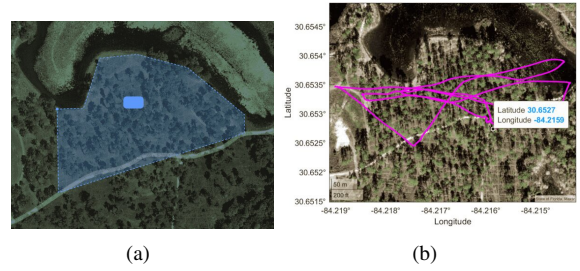 30.6545°
30.654°
30.6535°
30.653°
30.6525°
30.652°
30.6515°
Latitude
Latitude 30.6527
Longitude -84.2159
50 m
200 ft
-84.219° -84.218° -84.217° -84.216° -84.215°
Longitude
(a) (b)